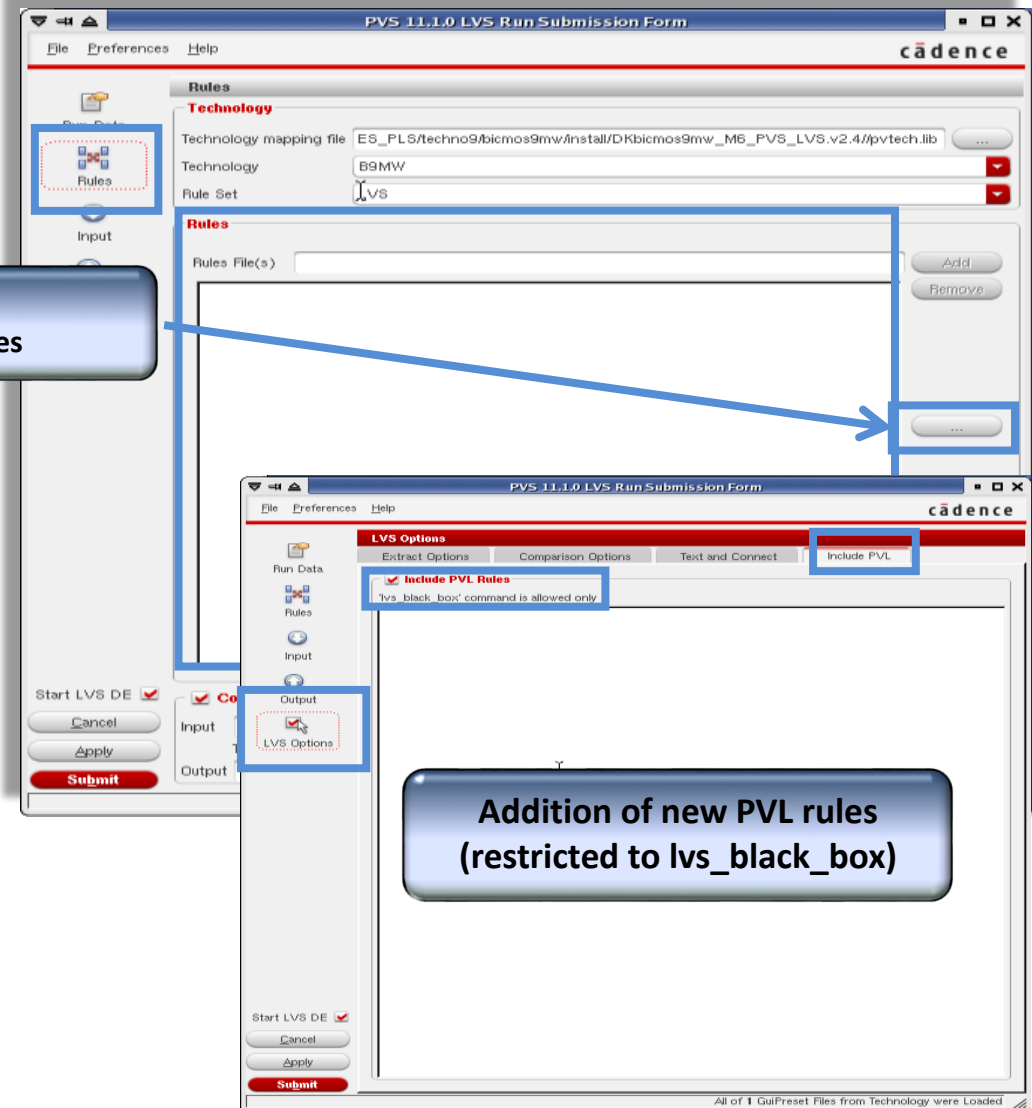 PVS 11.1.0 LVS Run Submission Form
File Preferences Help
cādence
Rules
Technology
Technology mapping file ES_PLS/techno9/bicmos9mw/install/DKbicmos9mw_M6_PVS_LVS.v2.4//pvtech.lib ...
Technology B9MW
Rule Set LVS
Rules
Input
Rules
Rules File(s) Add
Remove
es
...
Start LVS DE
Cancel
Apply
Submit
Co
Input
Output
PVS 11.1.0 LVS Run Submission Form
File Preferences Help
cādence
Run Data
Rules
Input
Output
LVS Options
LVS Options
Extract Options Comparison Options Text and Connect Include PVL
Include PVL Rules
'lvs_black_box' command is allowed only
Addition of new PVL rules
(restricted to lvs_black_box)
Start LVS DE
Cancel
Apply
Submit
All of 1 GuiPreset Files from Technology were Loaded